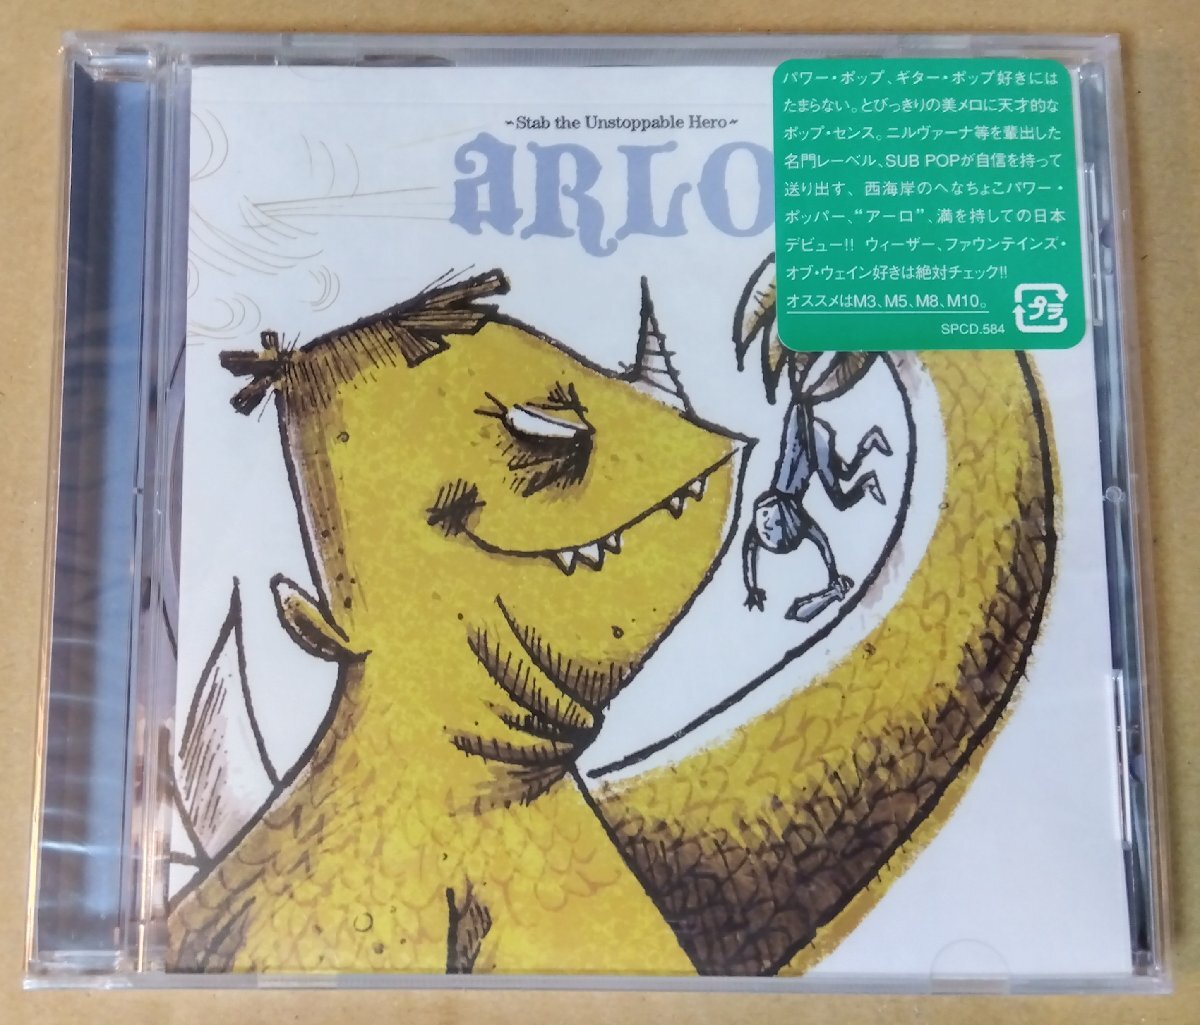 ~Stab the Unstoppable Hero~
aRLO
パワー・ポップ、ギター・ポップ好きには
たまらない。とびっきりの美メロに天才的な
ポップ・センス。ニルヴァーナ等を輩出した
名門レーベル、SUB POPが自信を持って
送り出す、西海岸のへなちょこパワー・
ポッパー、“アーロ”、満を持しての日本
デビュー!! ウィーザー、ファウンテインズ・
オブ・ウェイン好きは絶対チェック!!
オススメはM3、M5、M8、M10。
プラ
SPCD.584